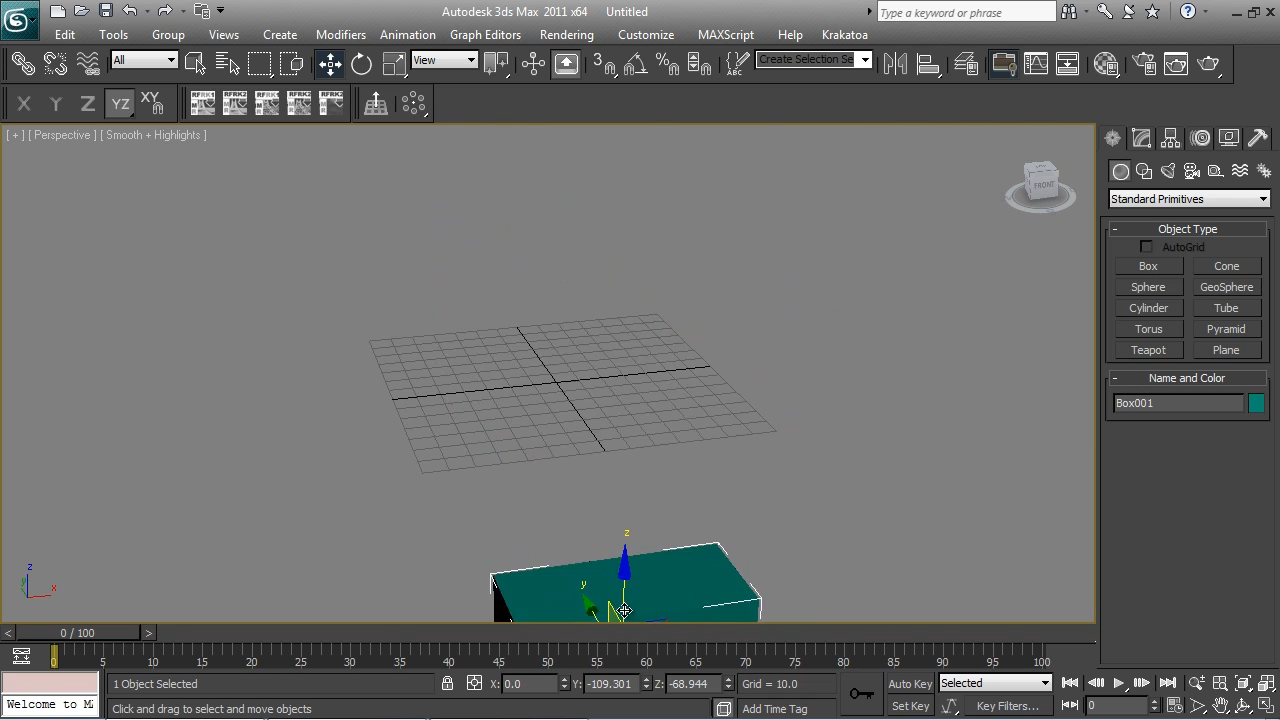 Autodesk 3ds Max 2011 x64 Untitled
Type a keyword or phrase
Edit Tools Group Views Create Modifiers Animation Graph Editors Rendering Customize MAXScript Help Krakatoa
All View 3 Create Selection Se
X Y Z YZ XY
[ + ] [ Perspective ] [ Smooth + Highlights ]
FRONT
Standard Primitives
- Object Type
AutoGrid
Box Cone
Sphere GeoSphere
Cylinder Tube
Torus Pyramid
Teapot Plane
- Name and Color
Box001
z
y
z
y
x
< 0 / 100 >
0 5 10 15 20 25 30 35 40 45 50 55 60 65 70 75 80 85 90 95 100
1 Object Selected X: 0.0 Y: -109.301 Z: -68.944 Grid = 10.0 Auto Key Selected
Welcome to M Click and drag to select and move objects Add Time Tag Set Key Key Filters... 0